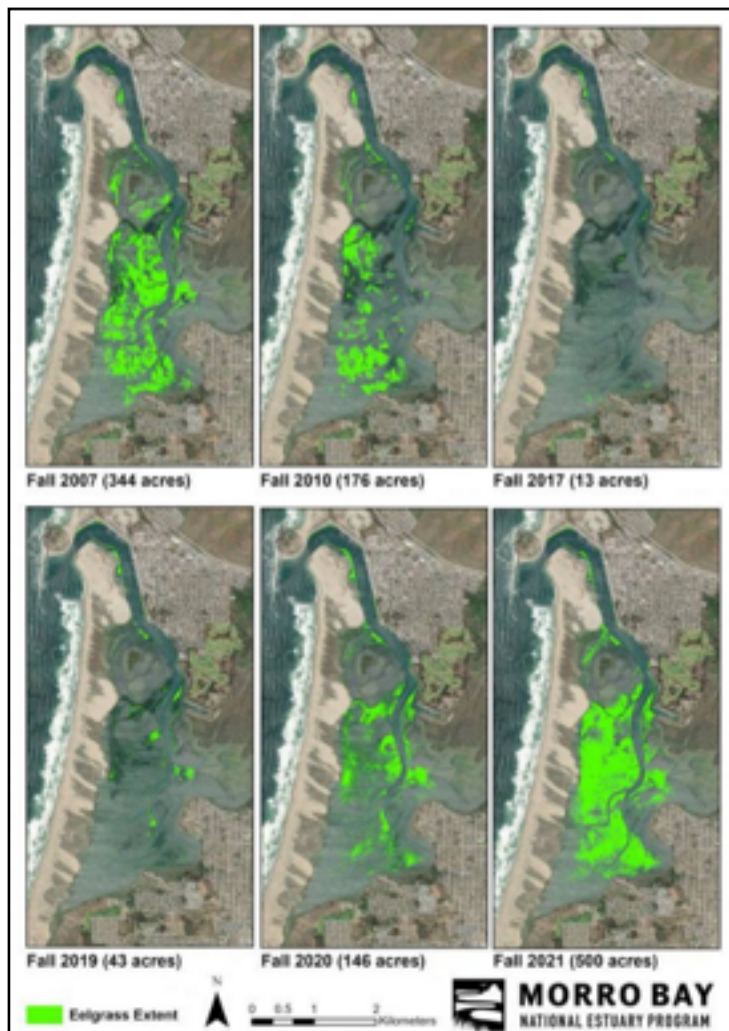 Fall 2007 (344 acres)
Fall 2010 (176 acres)
Fall 2017 (13 acres)
Fall 2019 (43 acres)
Fall 2020 (146 acres)
Fall 2021 (500 acres)
Eelgrass Extent
N
0 0.5 1 2
Kilometers
MORRO BAY
NATIONAL ESTUARY PROGRAM